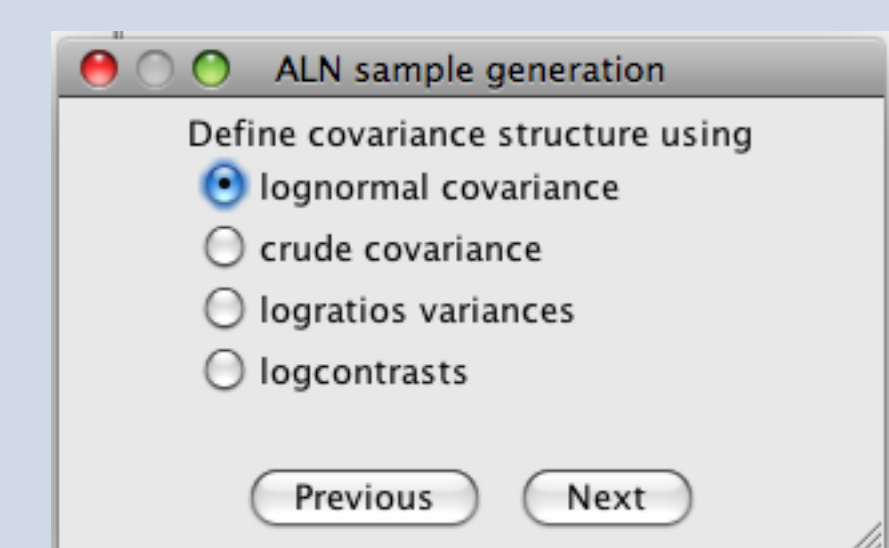 ALN sample generation
Define covariance structure using
lognormal covariance
crude covariance
logratios variances
logcontrasts
Previous Next